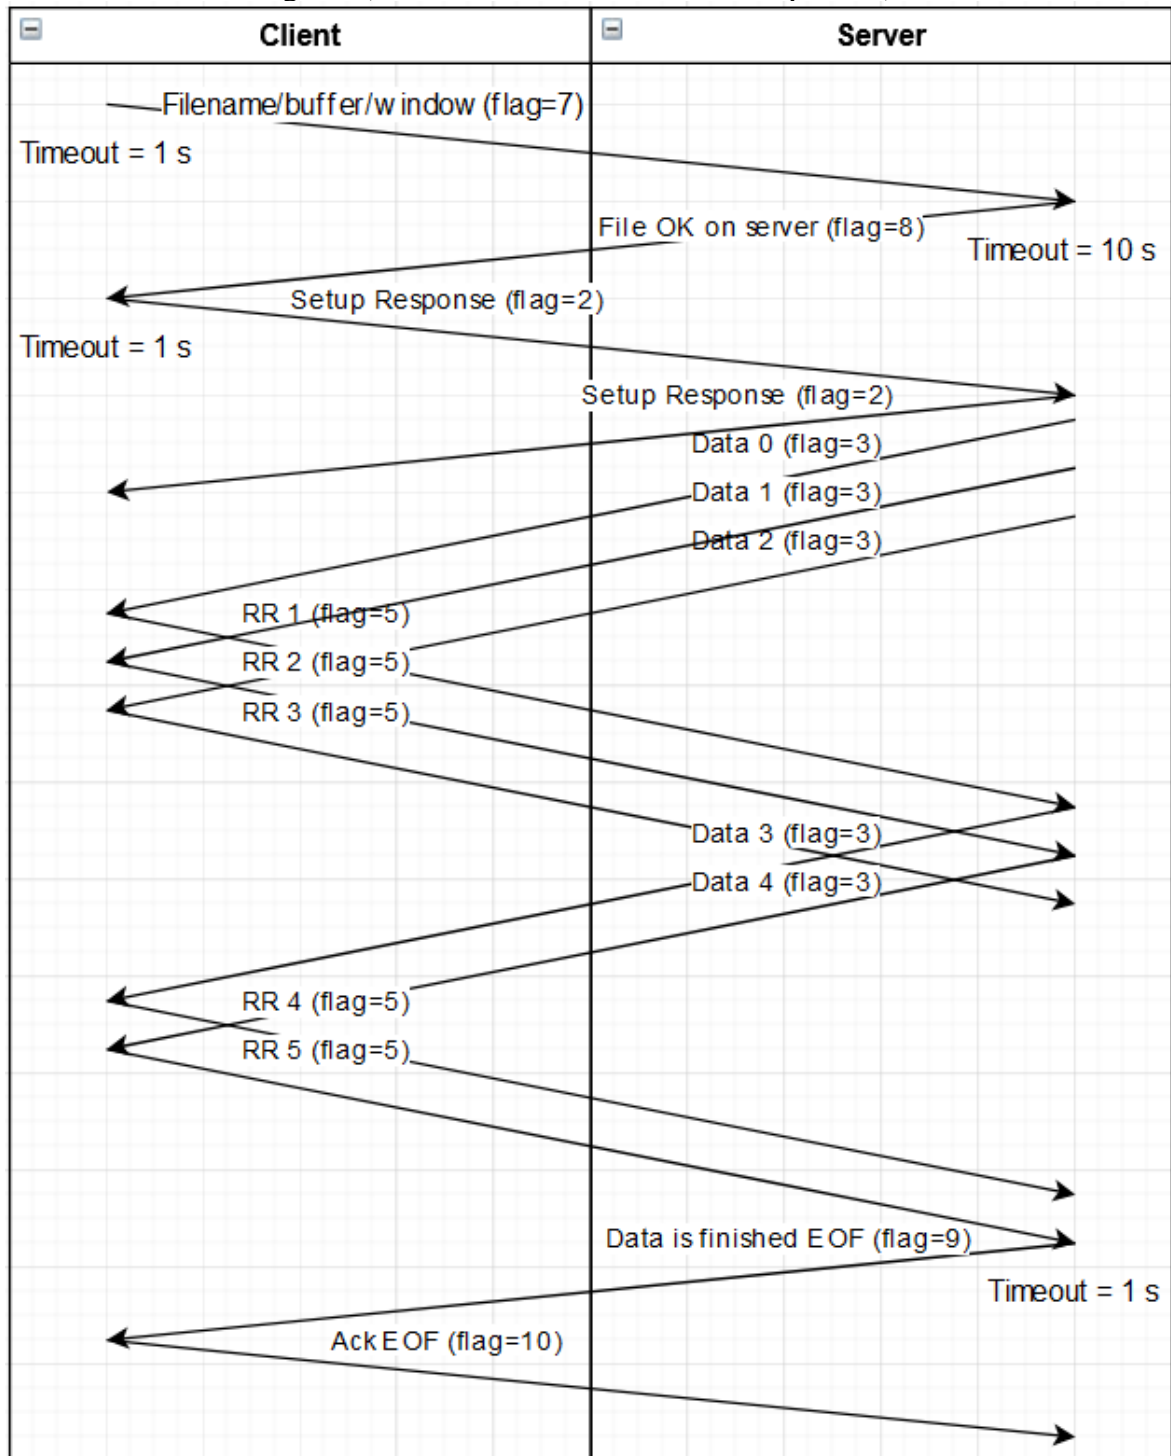 Client
Server
Filename/buffer/window (flag=7)
Timeout = 1 s
File OK on server (flag=8)
Timeout = 10 s
Setup Response (flag=2)
Timeout = 1 s
Setup Response (flag=2)
Data 0 (flag=3)
Data 1 (flag=3)
Data 2 (flag=3)
RR 1 (flag=5)
RR 2 (flag=5)
RR 3 (flag=5)
Data 3 (flag=3)
Data 4 (flag=3)
RR 4 (flag=5)
RR 5 (flag=5)
Data is finished EOF (flag=9)
Timeout = 1 s
Ack EOF (flag=10)